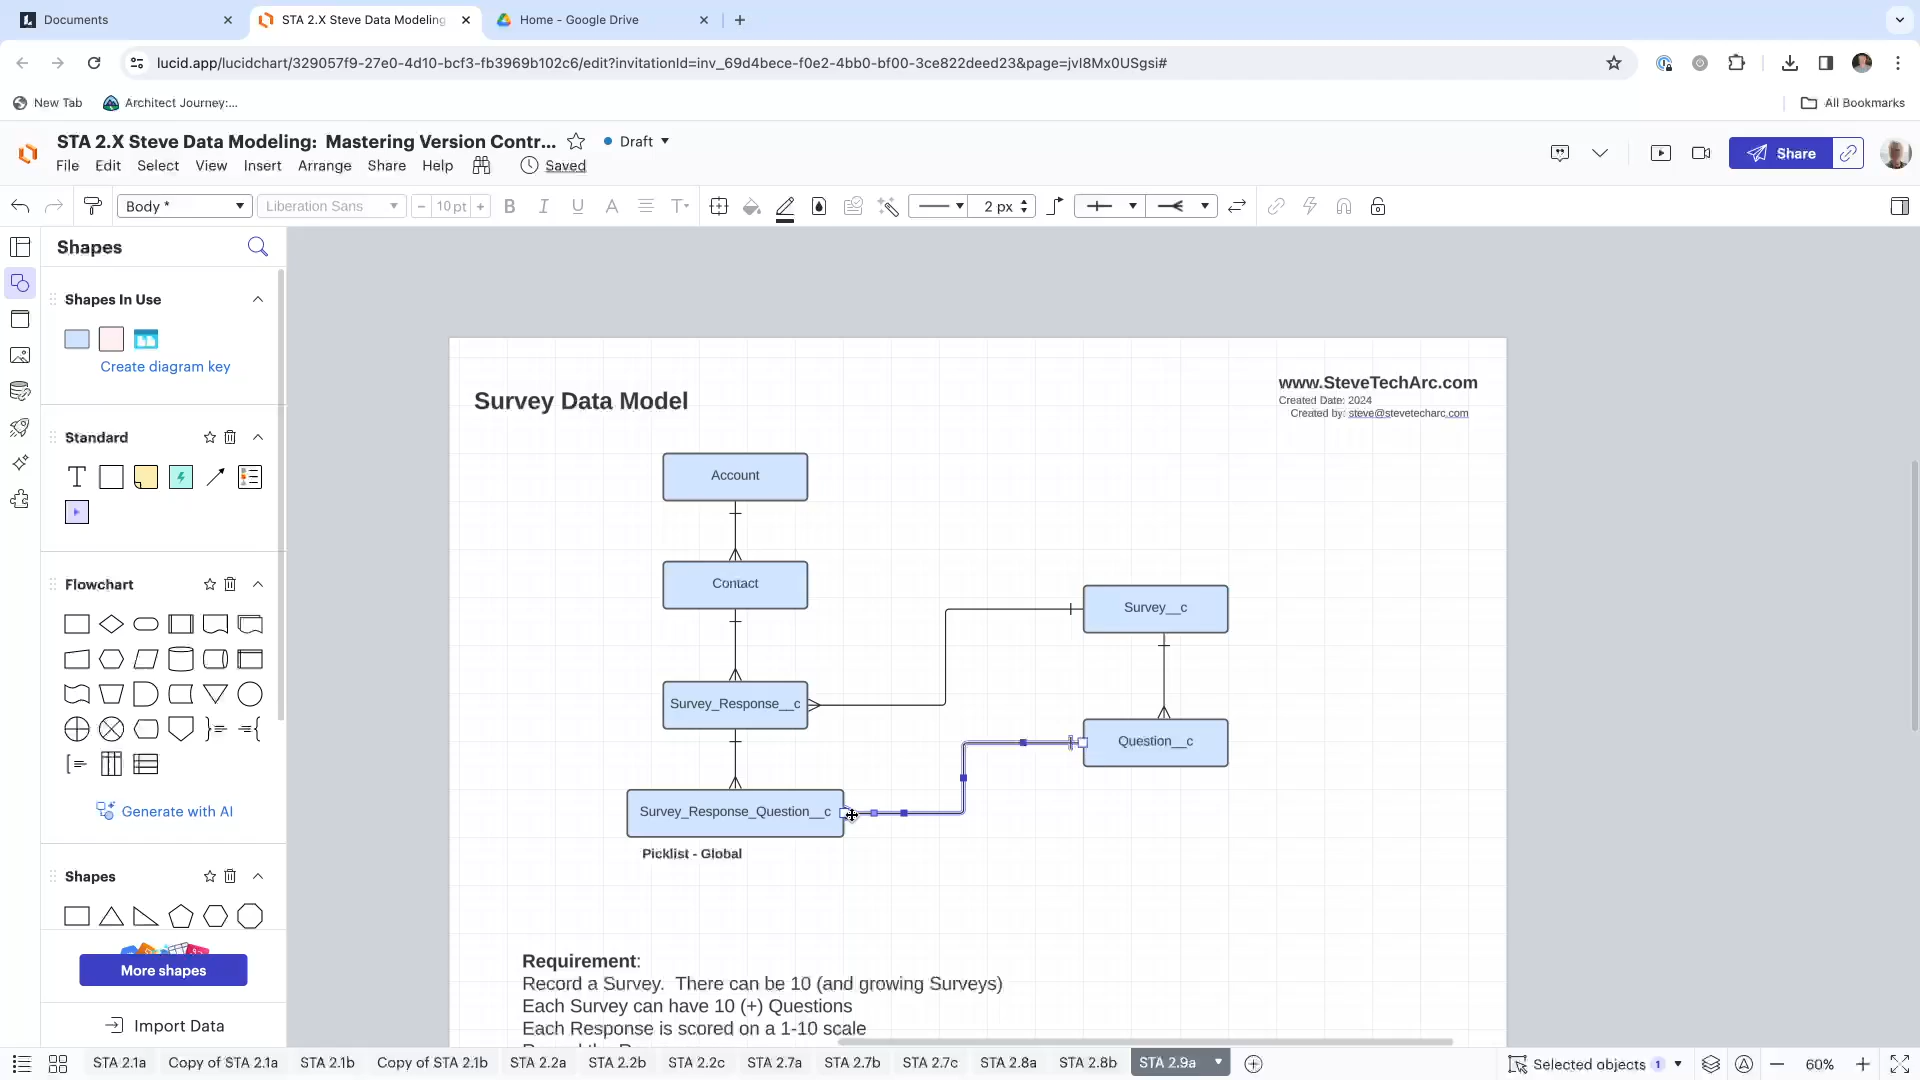 Documents
STA 2.X Steve Data Modeling:
Home - Google Drive
lucid.app/lucidchart/329057f9-27e0-4d10-bcf3-fb3969b102c6/edit?invitationId=inv_69d4bece-f0e2-4bb0-bf00-3ce822deed23&page=jvI8Mx0USgsi#
New Tab
Architect Journey:...
All Bookmarks
STA 2.X Steve Data Modeling:  Mastering Version Contr...
Draft
File
Edit
Select
View
Insert
Arrange
Share
Help
Saved
Share
Body *
Liberation Sans
10 pt
2 px
Shapes
Shapes In Use
Create diagram key
Standard
Flowchart
Generate with AI
Shapes
More shapes
Import Data
Survey Data Model
www.SteveTechArc.com
Created Date: 2024
Created by: steve@stevetecharc.com
Account
Contact
Survey__c
Survey_Response__c
Question__c
Survey_Response_Question__c
Picklist - Global
Requirement:
Record a Survey.  There can be 10 (and growing Surveys)
Each Survey can have 10 (+) Questions
Each Response is scored on a 1-10 scale
STA 2.1a
Copy of STA 2.1a
STA 2.1b
Copy of STA 2.1b
STA 2.2a
STA 2.2b
STA 2.2c
STA 2.7a
STA 2.7b
STA 2.7c
STA 2.8a
STA 2.8b
STA 2.9a
Selected objects 1
60%